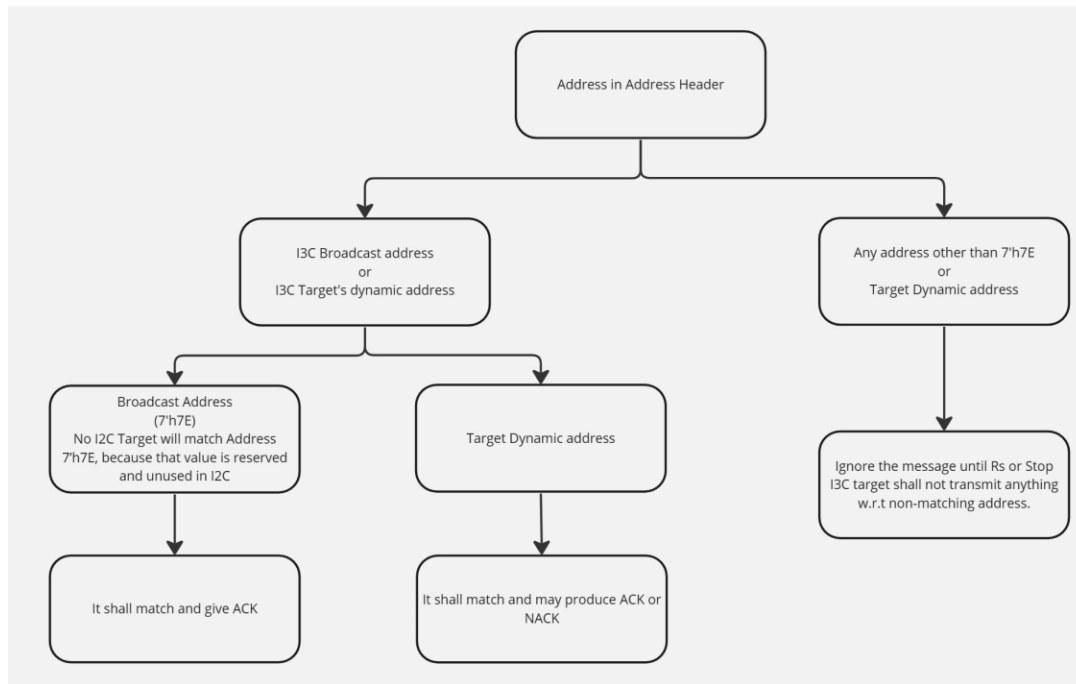 Address in Address Header
I3C Broadcast address
or
I3C Target's dynamic address
Any address other than 7'h7E
or
Target Dynamic address
Broadcast Address
(7'h7E)
No I2C Target will match Address
7'h7E, because that value is reserved
and unused in I2C
Target Dynamic address
Ignore the message until Rs or Stop
I3C target shall not transmit anything
w.r.t non-matching address.
It shall match and give ACK
It shall match and may produce ACK or
NACK